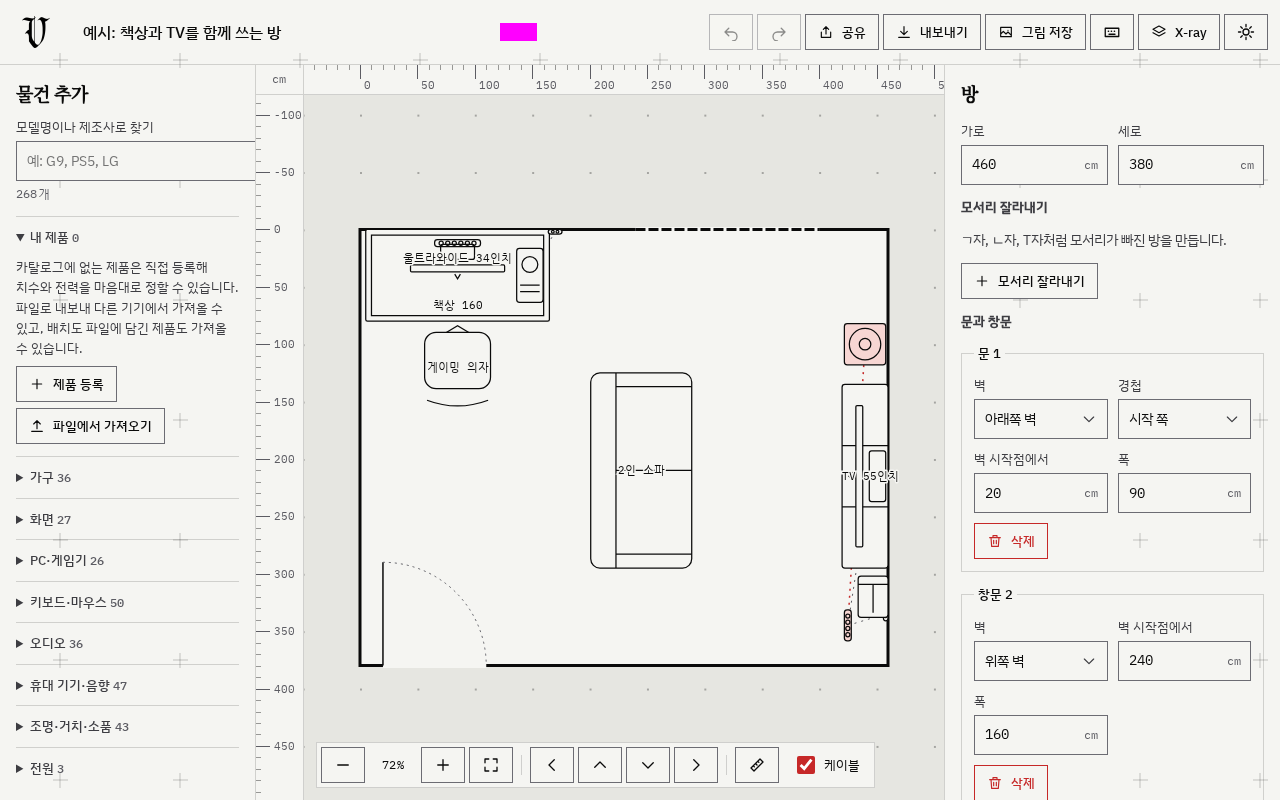 예시: 책상과 TV를 함께 쓰는 방
공유
내보내기
그림 저장
X-ray
물건 추가
모델명이나 제조사로 찾기
예: G9, PS5, LG
268개
내 제품 0
카탈로그에 없는 제품은 직접 등록해
치수와 전력을 마음대로 정할 수 있습니다.
파일로 내보내 다른 기기에서 가져올 수
있고, 배치도 파일에 담긴 제품도 가져올
수 있습니다.
제품 등록
파일에서 가져오기
가구 36
화면 27
PC·게임기 26
키보드·마우스 50
오디오 36
휴대 기기·음향 47
조명·거치·소품 43
전원 3
cm
0 50 100 150 200 250 300 350 400 450 5
-100
-50
0
50
100
150
200
250
300
350
400
450
울트라와이드 34인치
책상 160
게이밍 의자
2인 소파
TV 55인치
72%
케이블
방
가로
세로
460 cm
380 cm
모서리 잘라내기
ㄱ자, ㄴ자, T자처럼 모서리가 빠진 방을 만듭니다.
모서리 잘라내기
문과 창문
문 1
벽
경첩
아래쪽 벽
시작 쪽
벽 시작점에서
폭
20 cm
90 cm
삭제
창문 2
벽
벽 시작점에서
위쪽 벽
240 cm
폭
160 cm
삭제